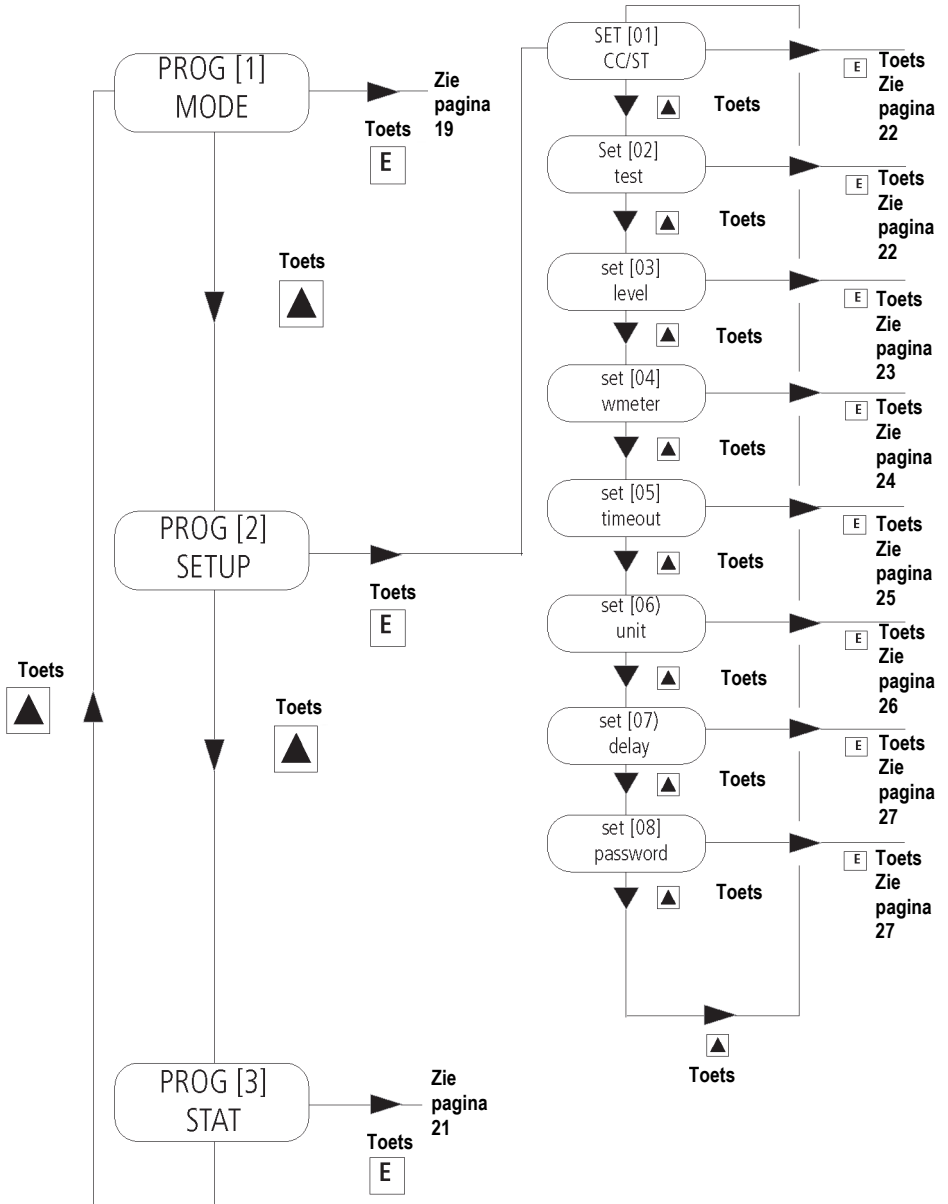 PROG [1]
MODE
Zie
pagina
19
Toets
E
Toets
PROG [2]
SETUP
Toets
E
Toets
Toets
PROG [3]
STAT
Zie
pagina
21
Toets
E
SET [01]
CC/ST
Toets
E Toets
Zie
pagina
22
Set [02]
test
Toets
E Toets
Zie
pagina
22
set [03]
level
Toets
E Toets
Zie
pagina
23
set [04]
wmeter
Toets
E Toets
Zie
pagina
24
set [05]
timeout
Toets
E Toets
Zie
pagina
25
set [06)
unit
Toets
E Toets
Zie
pagina
26
set [07)
delay
Toets
E Toets
Zie
pagina
27
set [08]
password
Toets
E Toets
Zie
pagina
27
Toets